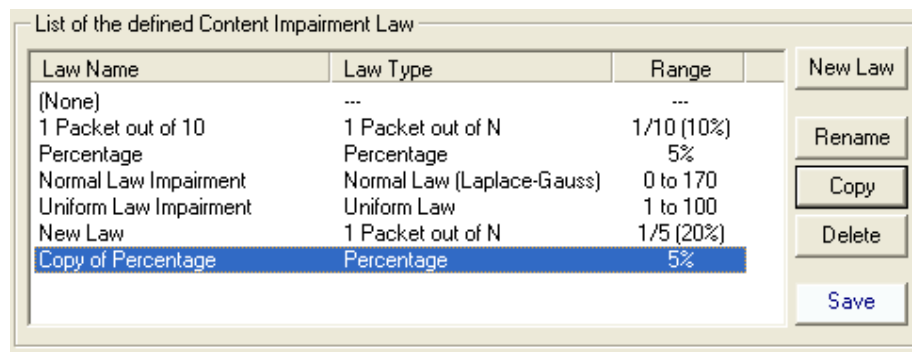 List of the defined Content Impairment Law
Law Name Law Type Range New Law
(None) --- ---
1 Packet out of 10 1 Packet out of N 1/10 (10%)
Percentage Percentage 5% Rename
Normal Law Impairment Normal Law (Laplace-Gauss) 0 to 170 Copy
Uniform Law Impairment Uniform Law 1 to 100
New Law 1 Packet out of N 1/5 (20%) Delete
Copy of Percentage Percentage 5%
Save